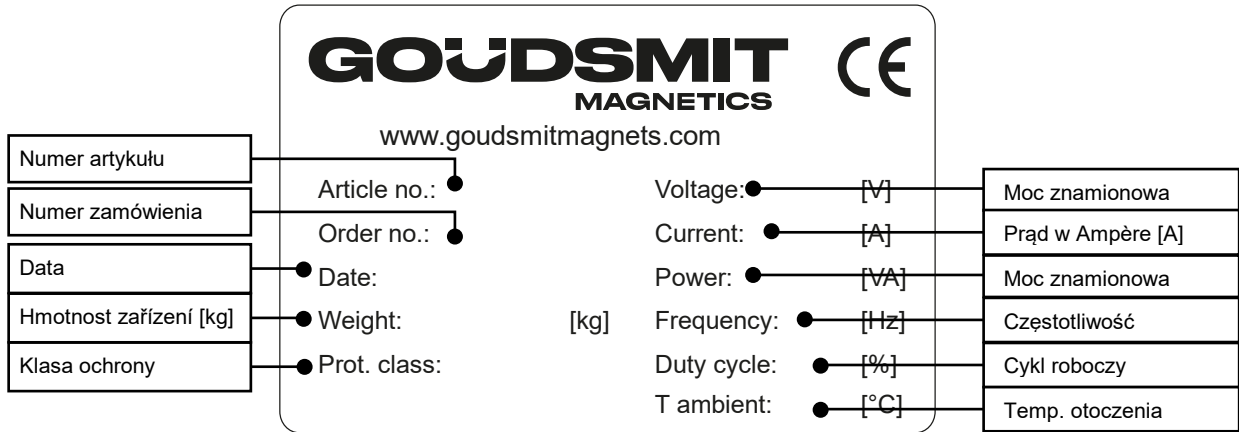 GOUDSMIT CE
MAGNETICS
www.goudsmitmagnets.com
Numer artykułu
Numer zamówienia
Data
Hmotnost zařízení [kg]
Klasa ochrony
Article no.:
Order no.:
Date:
Weight: [kg]
Prot. class:
Voltage: [V]
Current: [A]
Power: [VA]
Frequency: [Hz]
Duty cycle: [%]
T ambient: [°C]
Moc znamionowa
Prąd w Ampère [A]
Moc znamionowa
Częstotliwość
Cykl roboczy
Temp. otoczenia